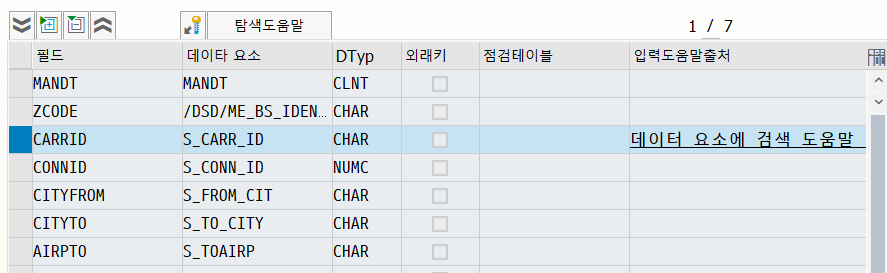 탐색도움말 1 / 7
필드 데이타 요소 DTyp 외래키 점검테이블 입력도움말출처
MANDT MANDT CLNT
ZCODE /DSD/ME_BS_IDEN… CHAR
CARRID S_CARR_ID CHAR 데이터 요소에 검색 도움말
CONNID S_CONN_ID NUMC
CITYFROM S_FROM_CIT CHAR
CITYTO S_TO_CITY CHAR
AIRPTO S_TOAIRP CHAR